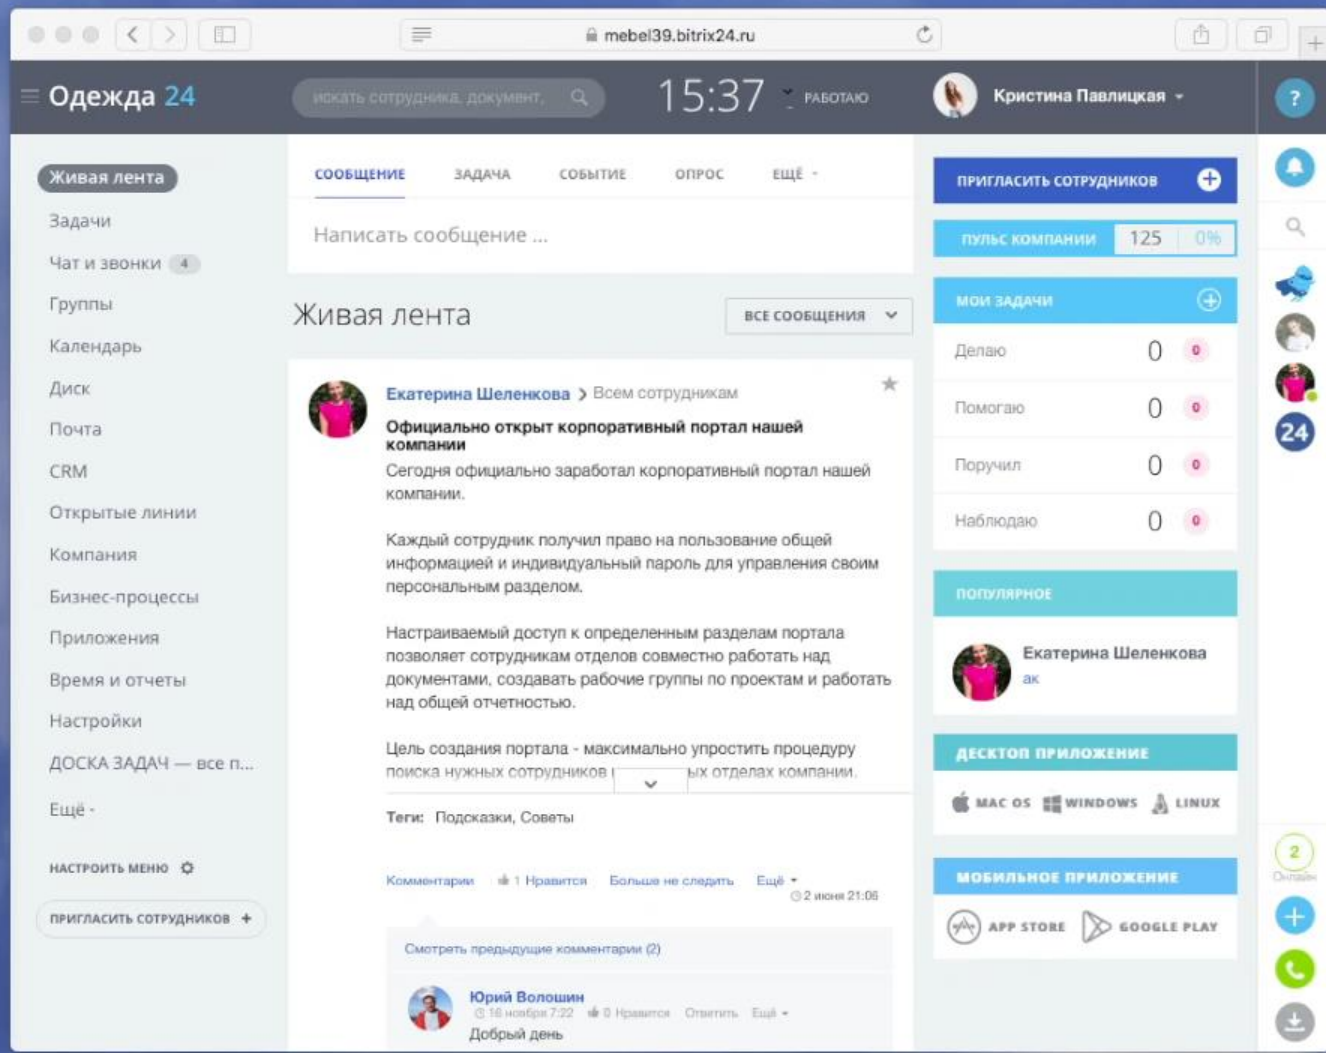 mebel39.bitrix24.ru
Одежда 24
искать сотрудника, документ,
15:37
РАБОТАЮ
Кристина Павлицкая
?
Живая лента
Задачи
Чат и звонки 4
Группы
Календарь
Диск
Почта
CRM
Открытые линии
Компания
Бизнес-процессы
Приложения
Время и отчеты
Настройки
ДОСКА ЗАДАЧ — все п...
Ещё -
НАСТРОИТЬ МЕНЮ
ПРИГЛАСИТЬ СОТРУДНИКОВ +
СООБЩЕНИЕ ЗАДАЧА СОБЫТИЕ ОПРОС ЕЩЁ -
Написать сообщение ...
Живая лента
ВСЕ СООБЩЕНИЯ
Екатерина Шеленкова > Всем сотрудникам
Официально открыт корпоративный портал нашей
компании
Сегодня официально заработал корпоративный портал нашей
компании.
Каждый сотрудник получил право на пользование общей
информацией и индивидуальный пароль для управления своим
персональным разделом.
Настраиваемый доступ к определенным разделам портала
позволяет сотрудникам отделов совместно работать над
документами, создавать рабочие группы по проектам и работать
над общей отчетностью.
Цель создания портала - максимально упростить процедуру
поиска нужных сотрудников ых отделах компании.
Теги: Подсказки, Советы
Комментарии 1 Нравится Больше не следить Ещё
2 июня 21:06
Смотреть предыдущие комментарии (2)
Юрий Волошин
16 ноября 7:22 0 Нравится Ответить Ещё
Добрый день
ПРИГЛАСИТЬ СОТРУДНИКОВ
ПУЛЬС КОМПАНИИ 125 0%
МОИ ЗАДАЧИ
Делаю 0 0
Помогаю 0 0
Поручил 0 0
Наблюдаю 0 0
ПОПУЛЯРНОЕ
Екатерина Шеленкова
ак
ДЕСКТОП ПРИЛОЖЕНИЕ
MAC OS WINDOWS LINUX
МОБИЛЬНОЕ ПРИЛОЖЕНИЕ
APP STORE GOOGLE PLAY
24
2
Онлайн